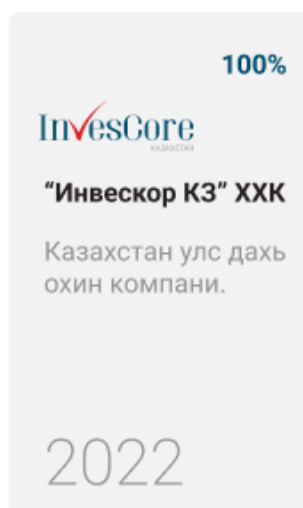 100%
InvesCore
КАЗАХСТАН
“Инвескор КЗ” ХХК
Казахстан улс дахь
охин компани.
2022